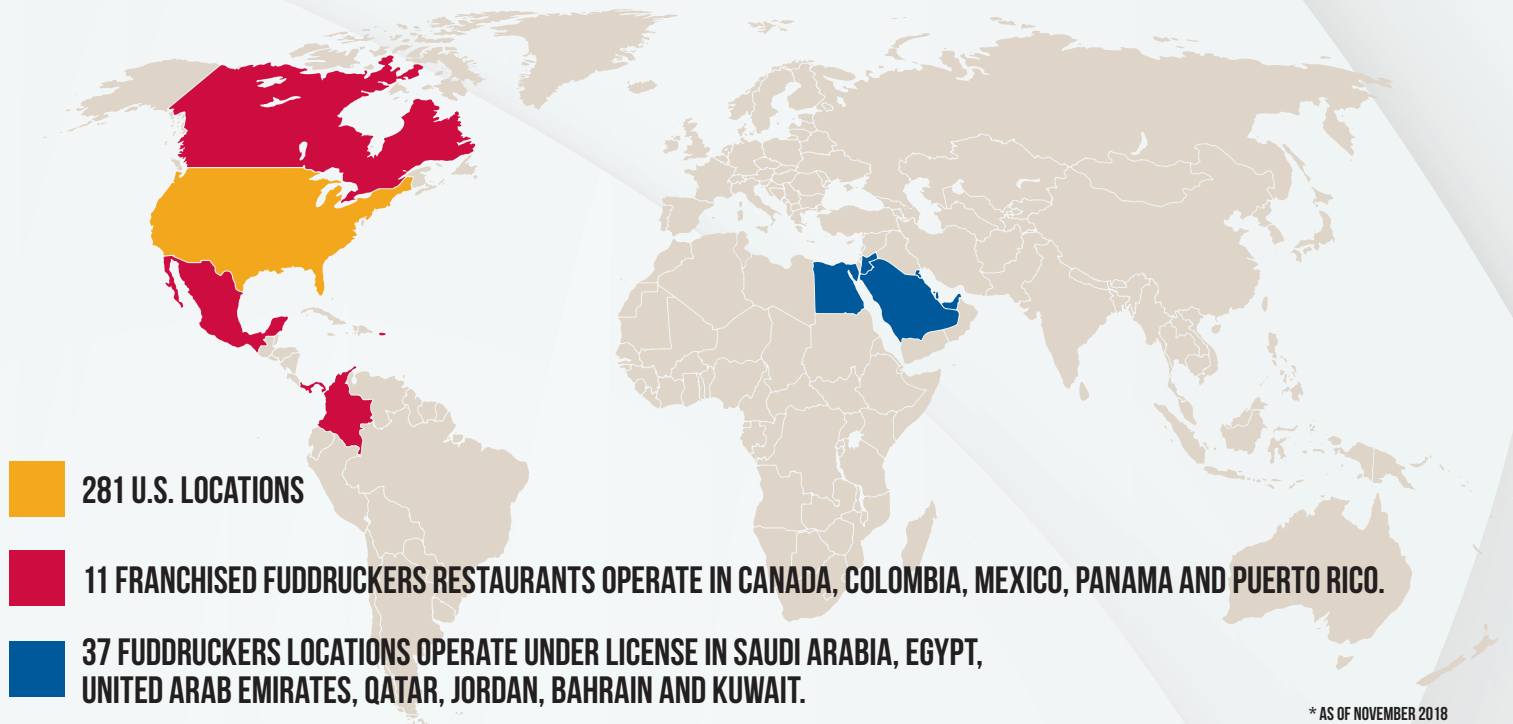 281 U.S. LOCATIONS
11 FRANCHISED FUDDRUCKERS RESTAURANTS OPERATE IN CANADA, COLOMBIA, MEXICO, PANAMA AND PUERTO RICO.
37 FUDDRUCKERS LOCATIONS OPERATE UNDER LICENSE IN SAUDI ARABIA, EGYPT,
UNITED ARAB EMIRATES, QATAR, JORDAN, BAHRAIN AND KUWAIT.
* AS OF NOVEMBER 2018